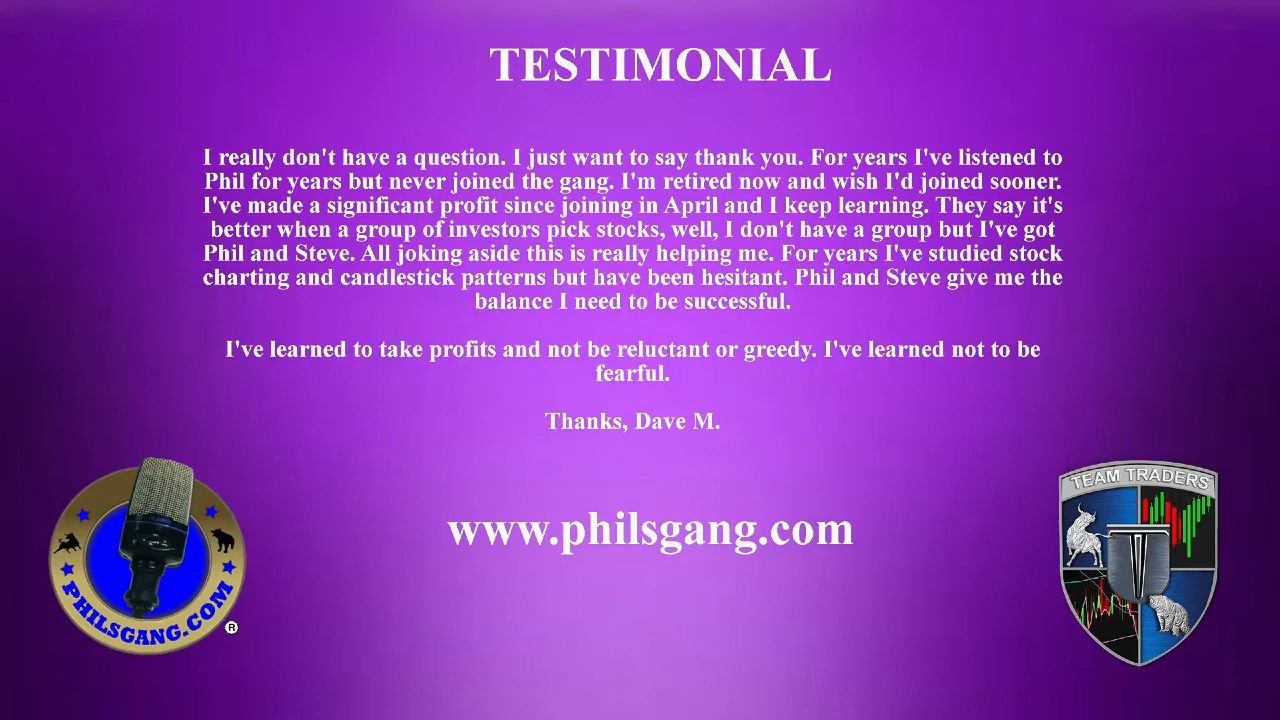 TESTIMONIAL
I really don't have a question. I just want to say thank you. For years I've listened to
Phil for years but never joined the gang. I'm retired now and wish I'd joined sooner.
I've made a significant profit since joining in April and I keep learning. They say it's
better when a group of investors pick stocks, well, I don't have a group but I've got
Phil and Steve. All joking aside this is really helping me. For years I've studied stock
charting and candlestick patterns but have been hesitant. Phil and Steve give me the
balance I need to be successful.
I've learned to take profits and not be reluctant or greedy. I've learned not to be
fearful.
Thanks, Dave M.
www.philsgang.com
PHILSGANG.COM
®
TEAM TRADERS
T